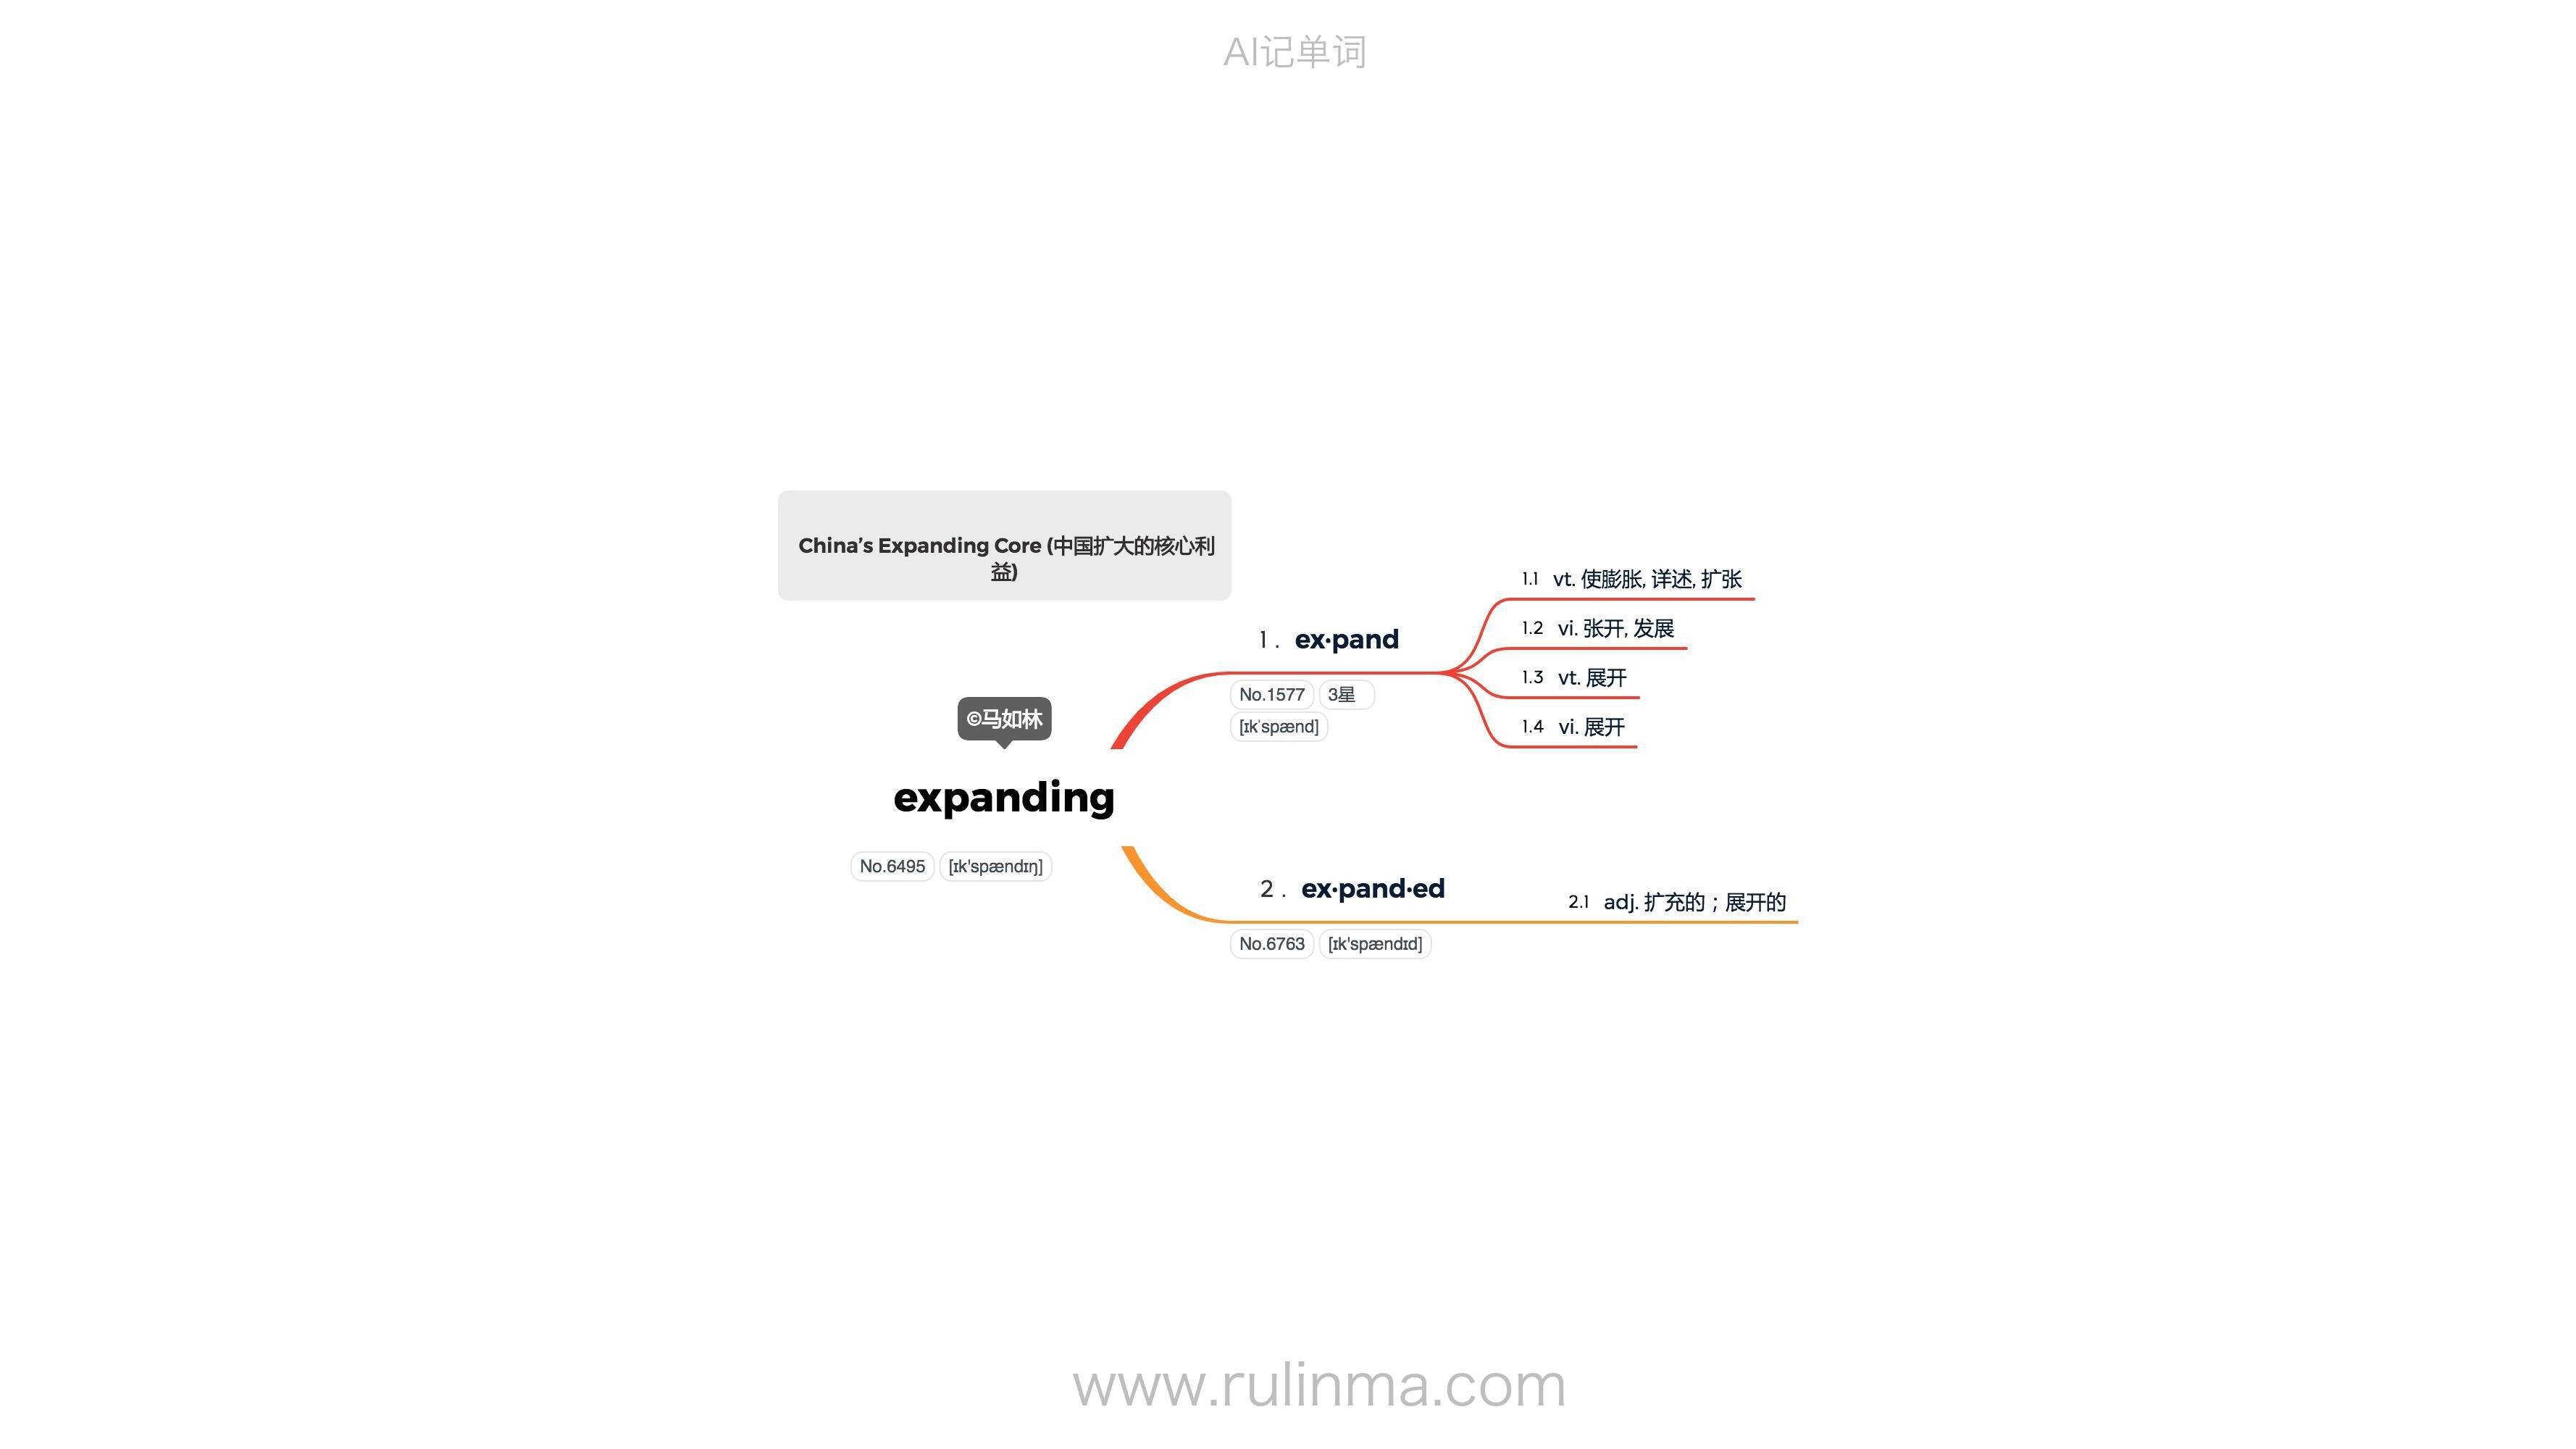 AI记单词
China’s Expanding Core (中国扩大的核心利
益)
©马如林
expanding
No.6495 [ɪk'spændɪŋ]
1 . ex·pand
No.1577 3星
[ɪkˈspænd]
1.1 vt. 使膨胀, 详述, 扩张
1.2 vi. 张开, 发展
1.3 vt. 展开
1.4 vi. 展开
2 . ex·pand·ed
No.6763 [ɪk'spændɪd]
2.1 adj. 扩充的；展开的
www.rulinma.com